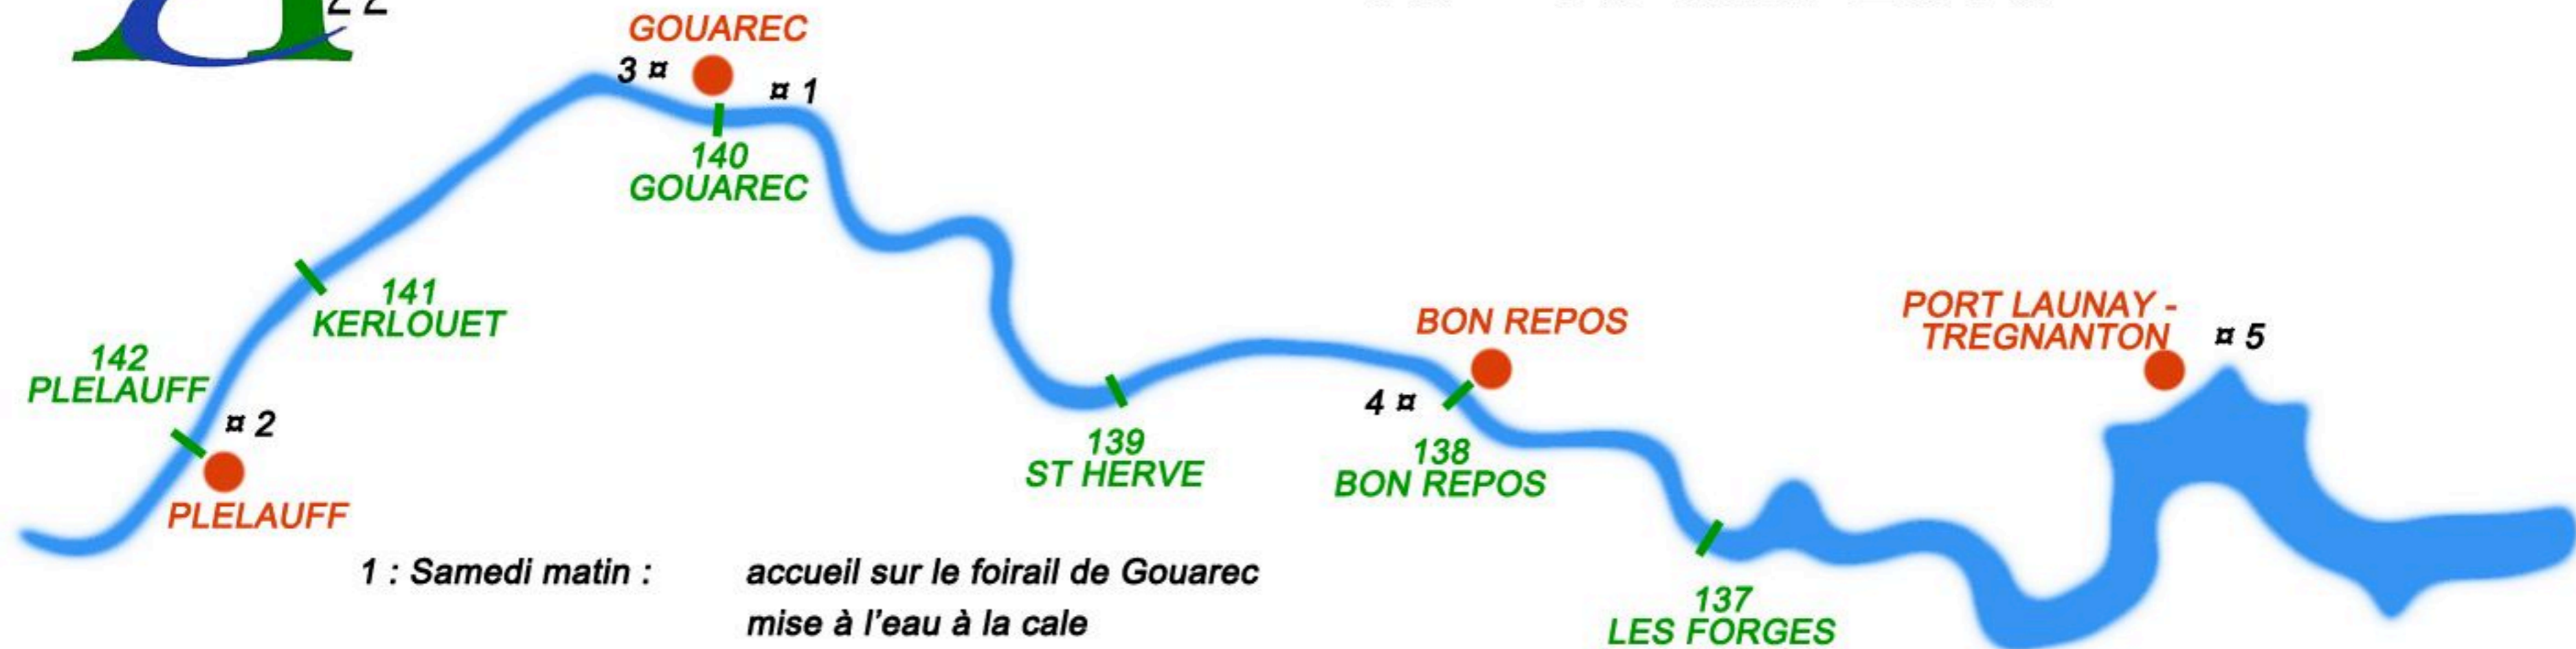 22
GOUAREC
3 ¤
¤ 1
140
GOUAREC
141
KERLOUET
142
PLELAUFF
¤ 2
PLELAUFF
139
ST HERVE
BON REPOS
4 ¤
138
BON REPOS
PORT LAUNAY -
TREGNANTON
¤ 5
137
LES FORGES
1 : Samedi matin : accueil sur le foirail de Gouarec
mise à l'eau à la cale